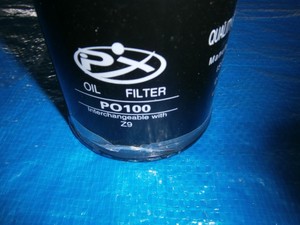 PX
OIL FILTER
PO100
Interchangeable with
Z9
QUALITY